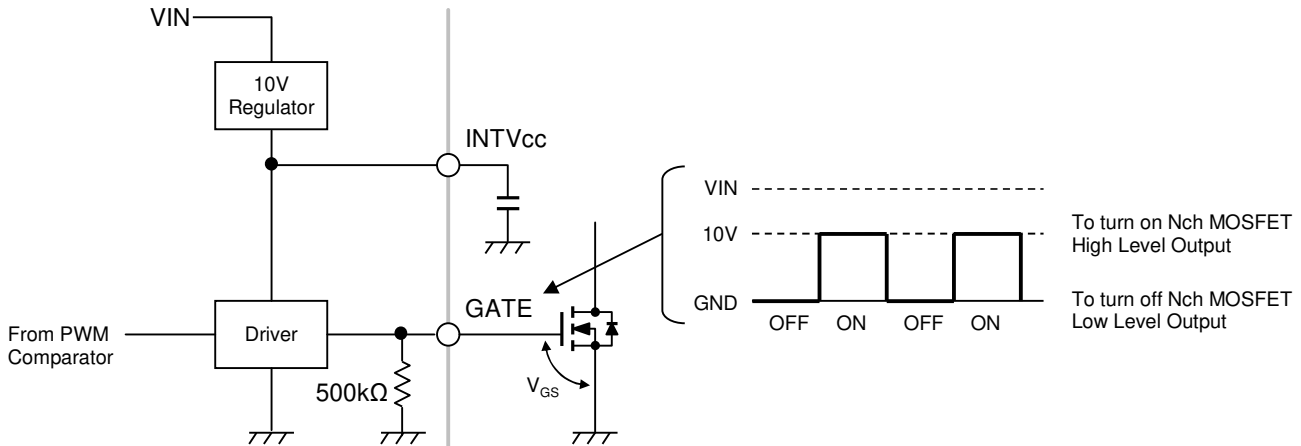 VIN
10V
Regulator
INTVcc
GATE
From PWM
Comparator
Driver
500kΩ
VGS
VIN
10V
GND
OFF ON OFF ON
To turn on Nch MOSFET
High Level Output
To turn off Nch MOSFET
Low Level Output